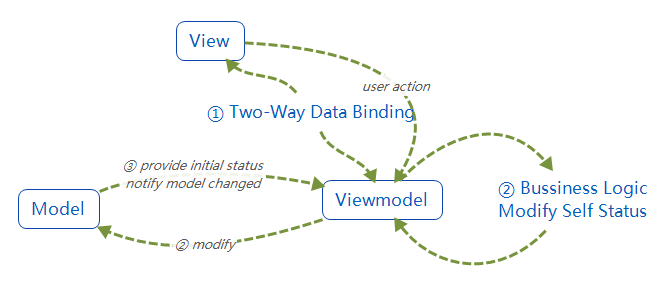 View
user action
① Two-Way Data Binding
③ provide initial status
notify model changed
② Bussiness Logic
Modify Self Status
Model
Viewmodel
② modify